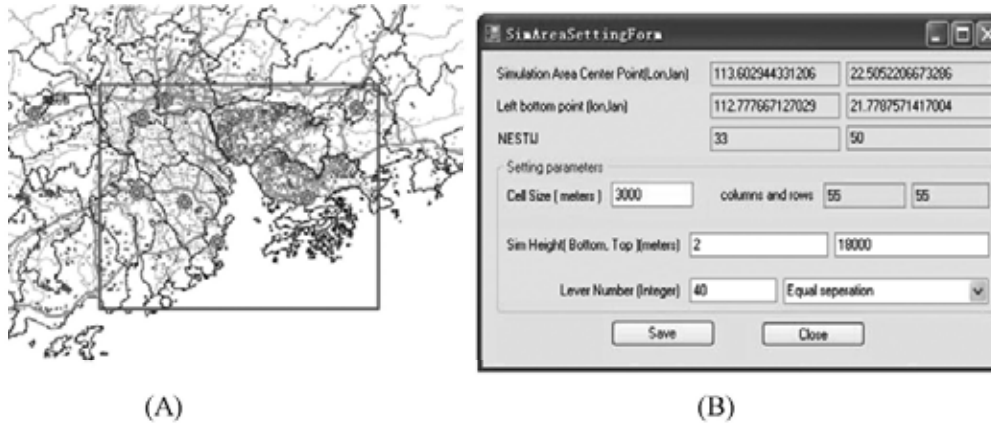 SimAreaSettingForm
Simulation Area Center Point(Lon,lan) 113.602944331206 22.5052206673286
Left bottom point (lon,lan) 112.777667127029 21.7787571417004
NESTIJ 33 50
Setting parameters
Cell Size ( meters ) 3000 columns and rows 55 55
Sim Height( Bottom, Top )(meters) 2 18000
Lever Number (Integer) 40 Equal seperation
Save Close
(A) (B)